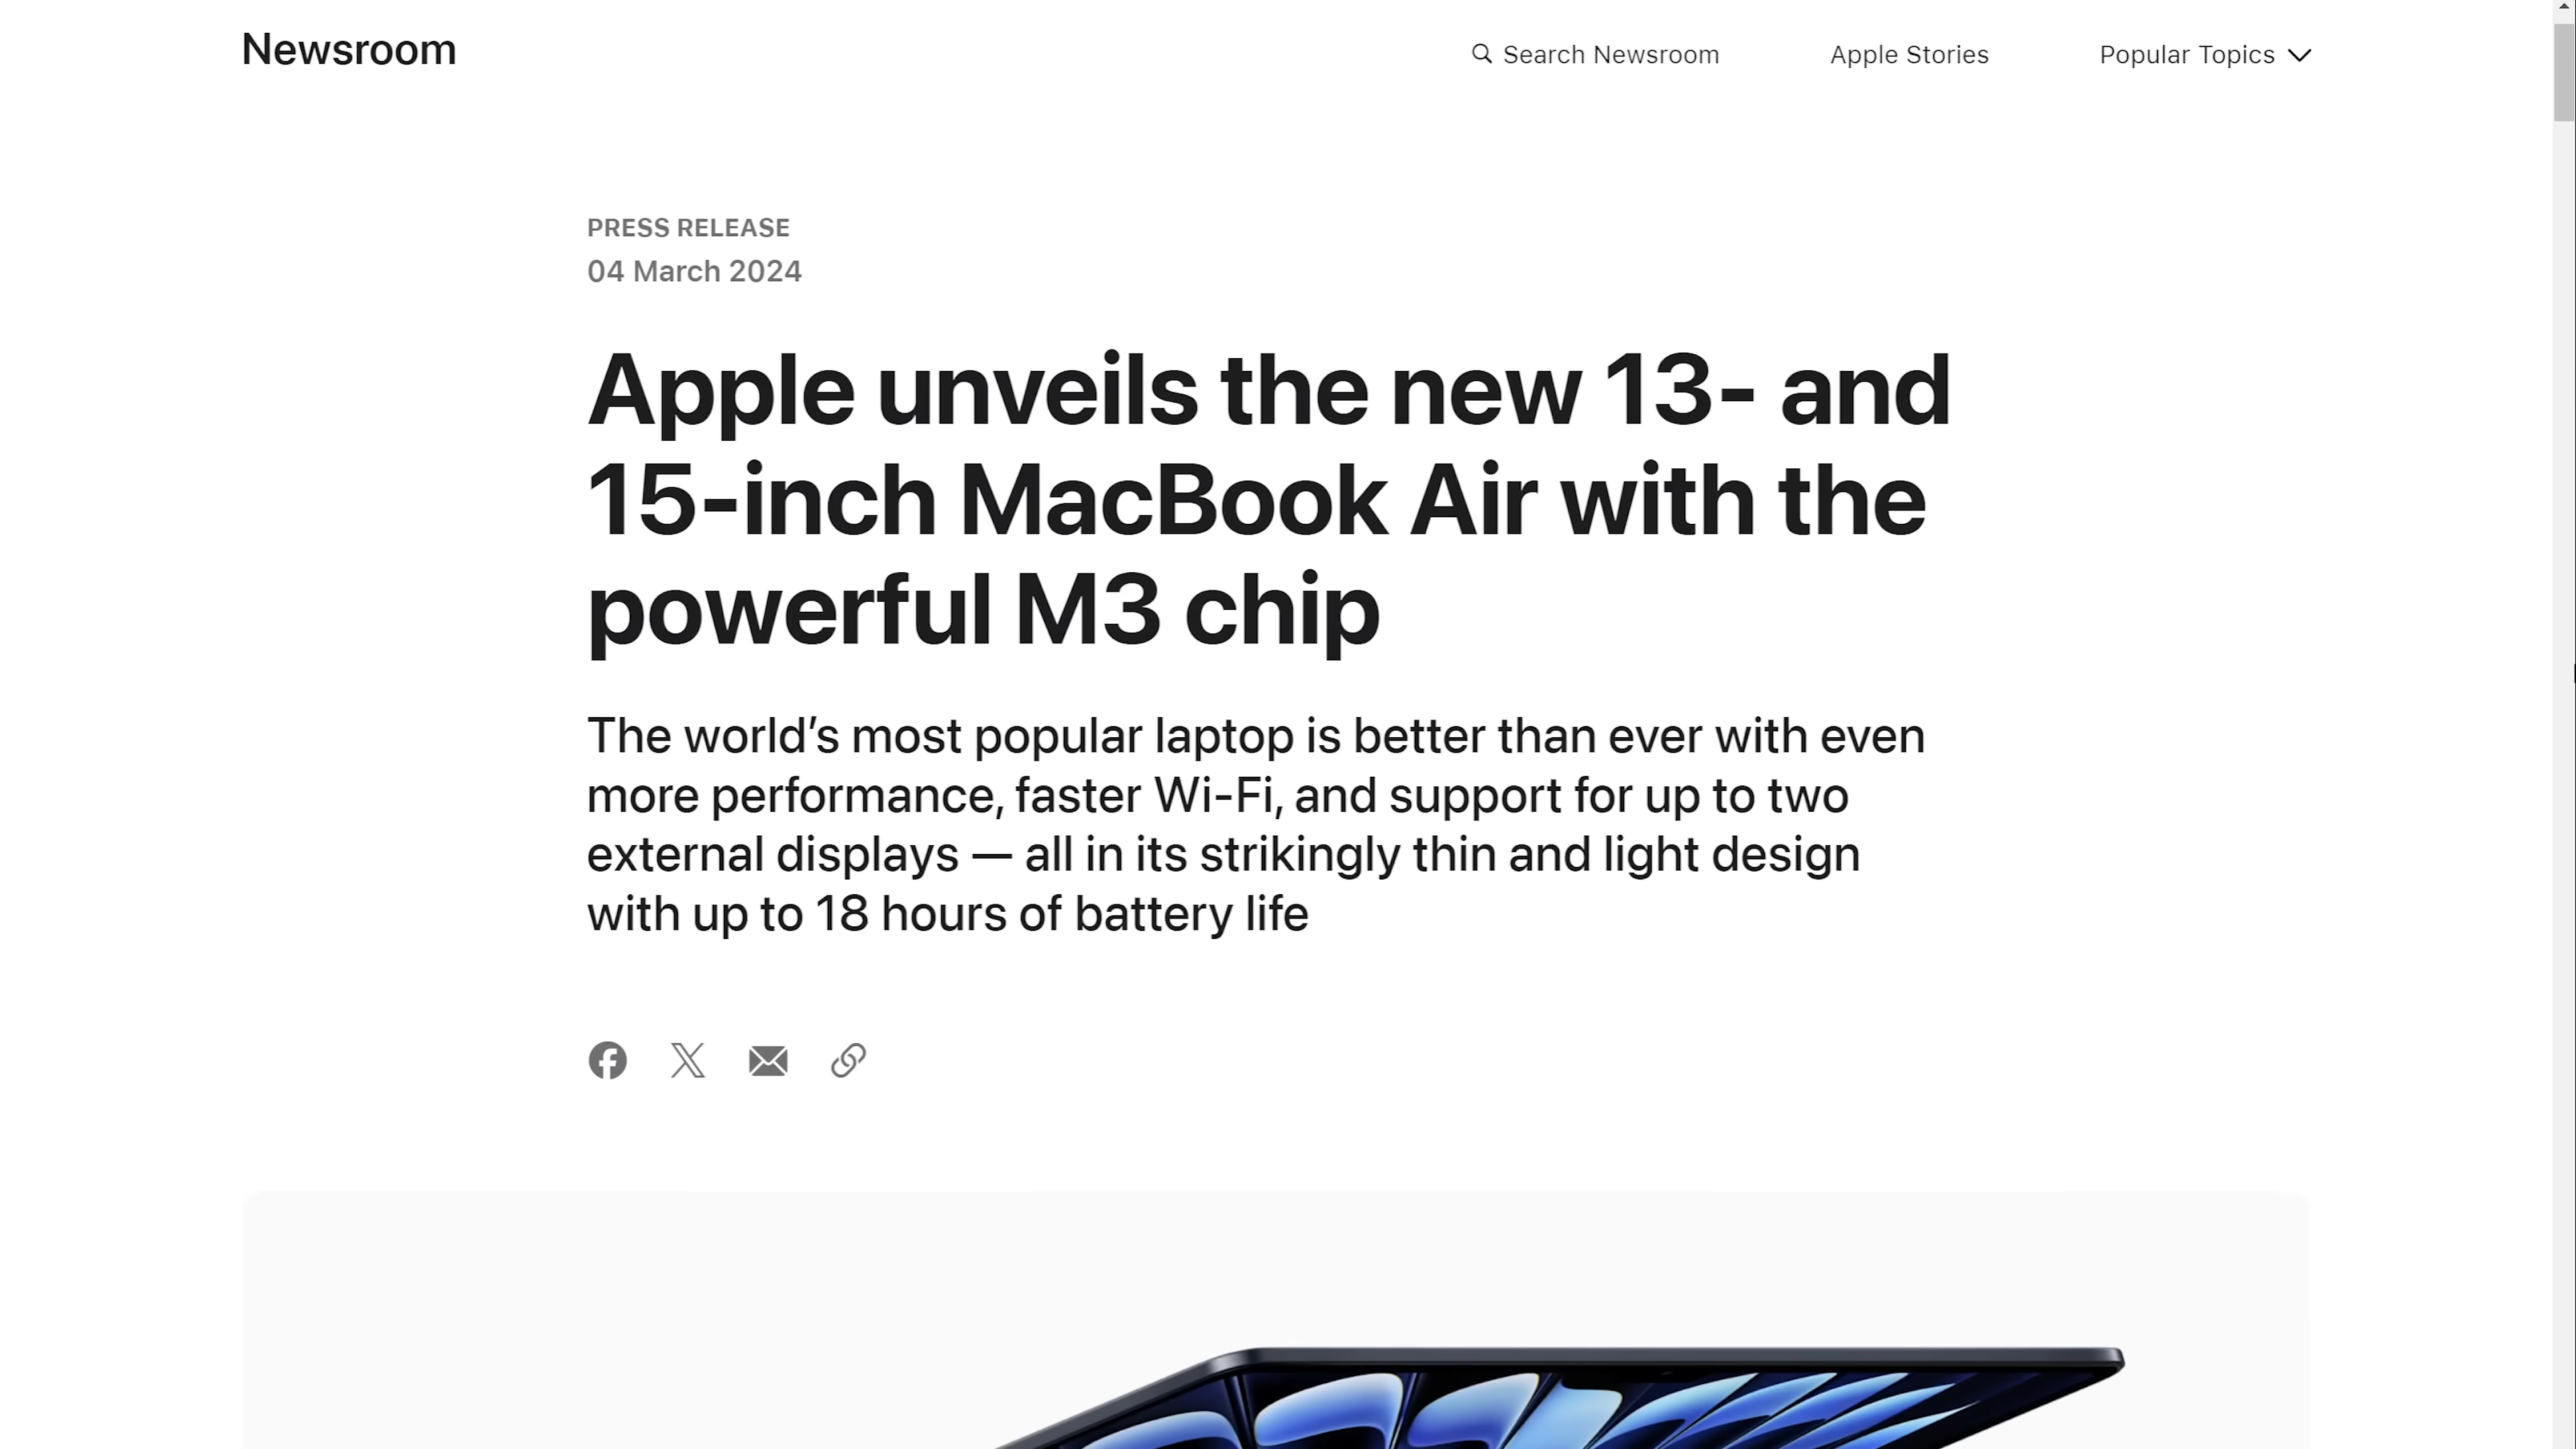 Newsroom
Search Newsroom
Apple Stories
Popular Topics
PRESS RELEASE
04 March 2024
Apple unveils the new 13- and
15-inch MacBook Air with the
powerful M3 chip
The world’s most popular laptop is better than ever with even
more performance, faster Wi-Fi, and support for up to two
external displays — all in its strikingly thin and light design
with up to 18 hours of battery life